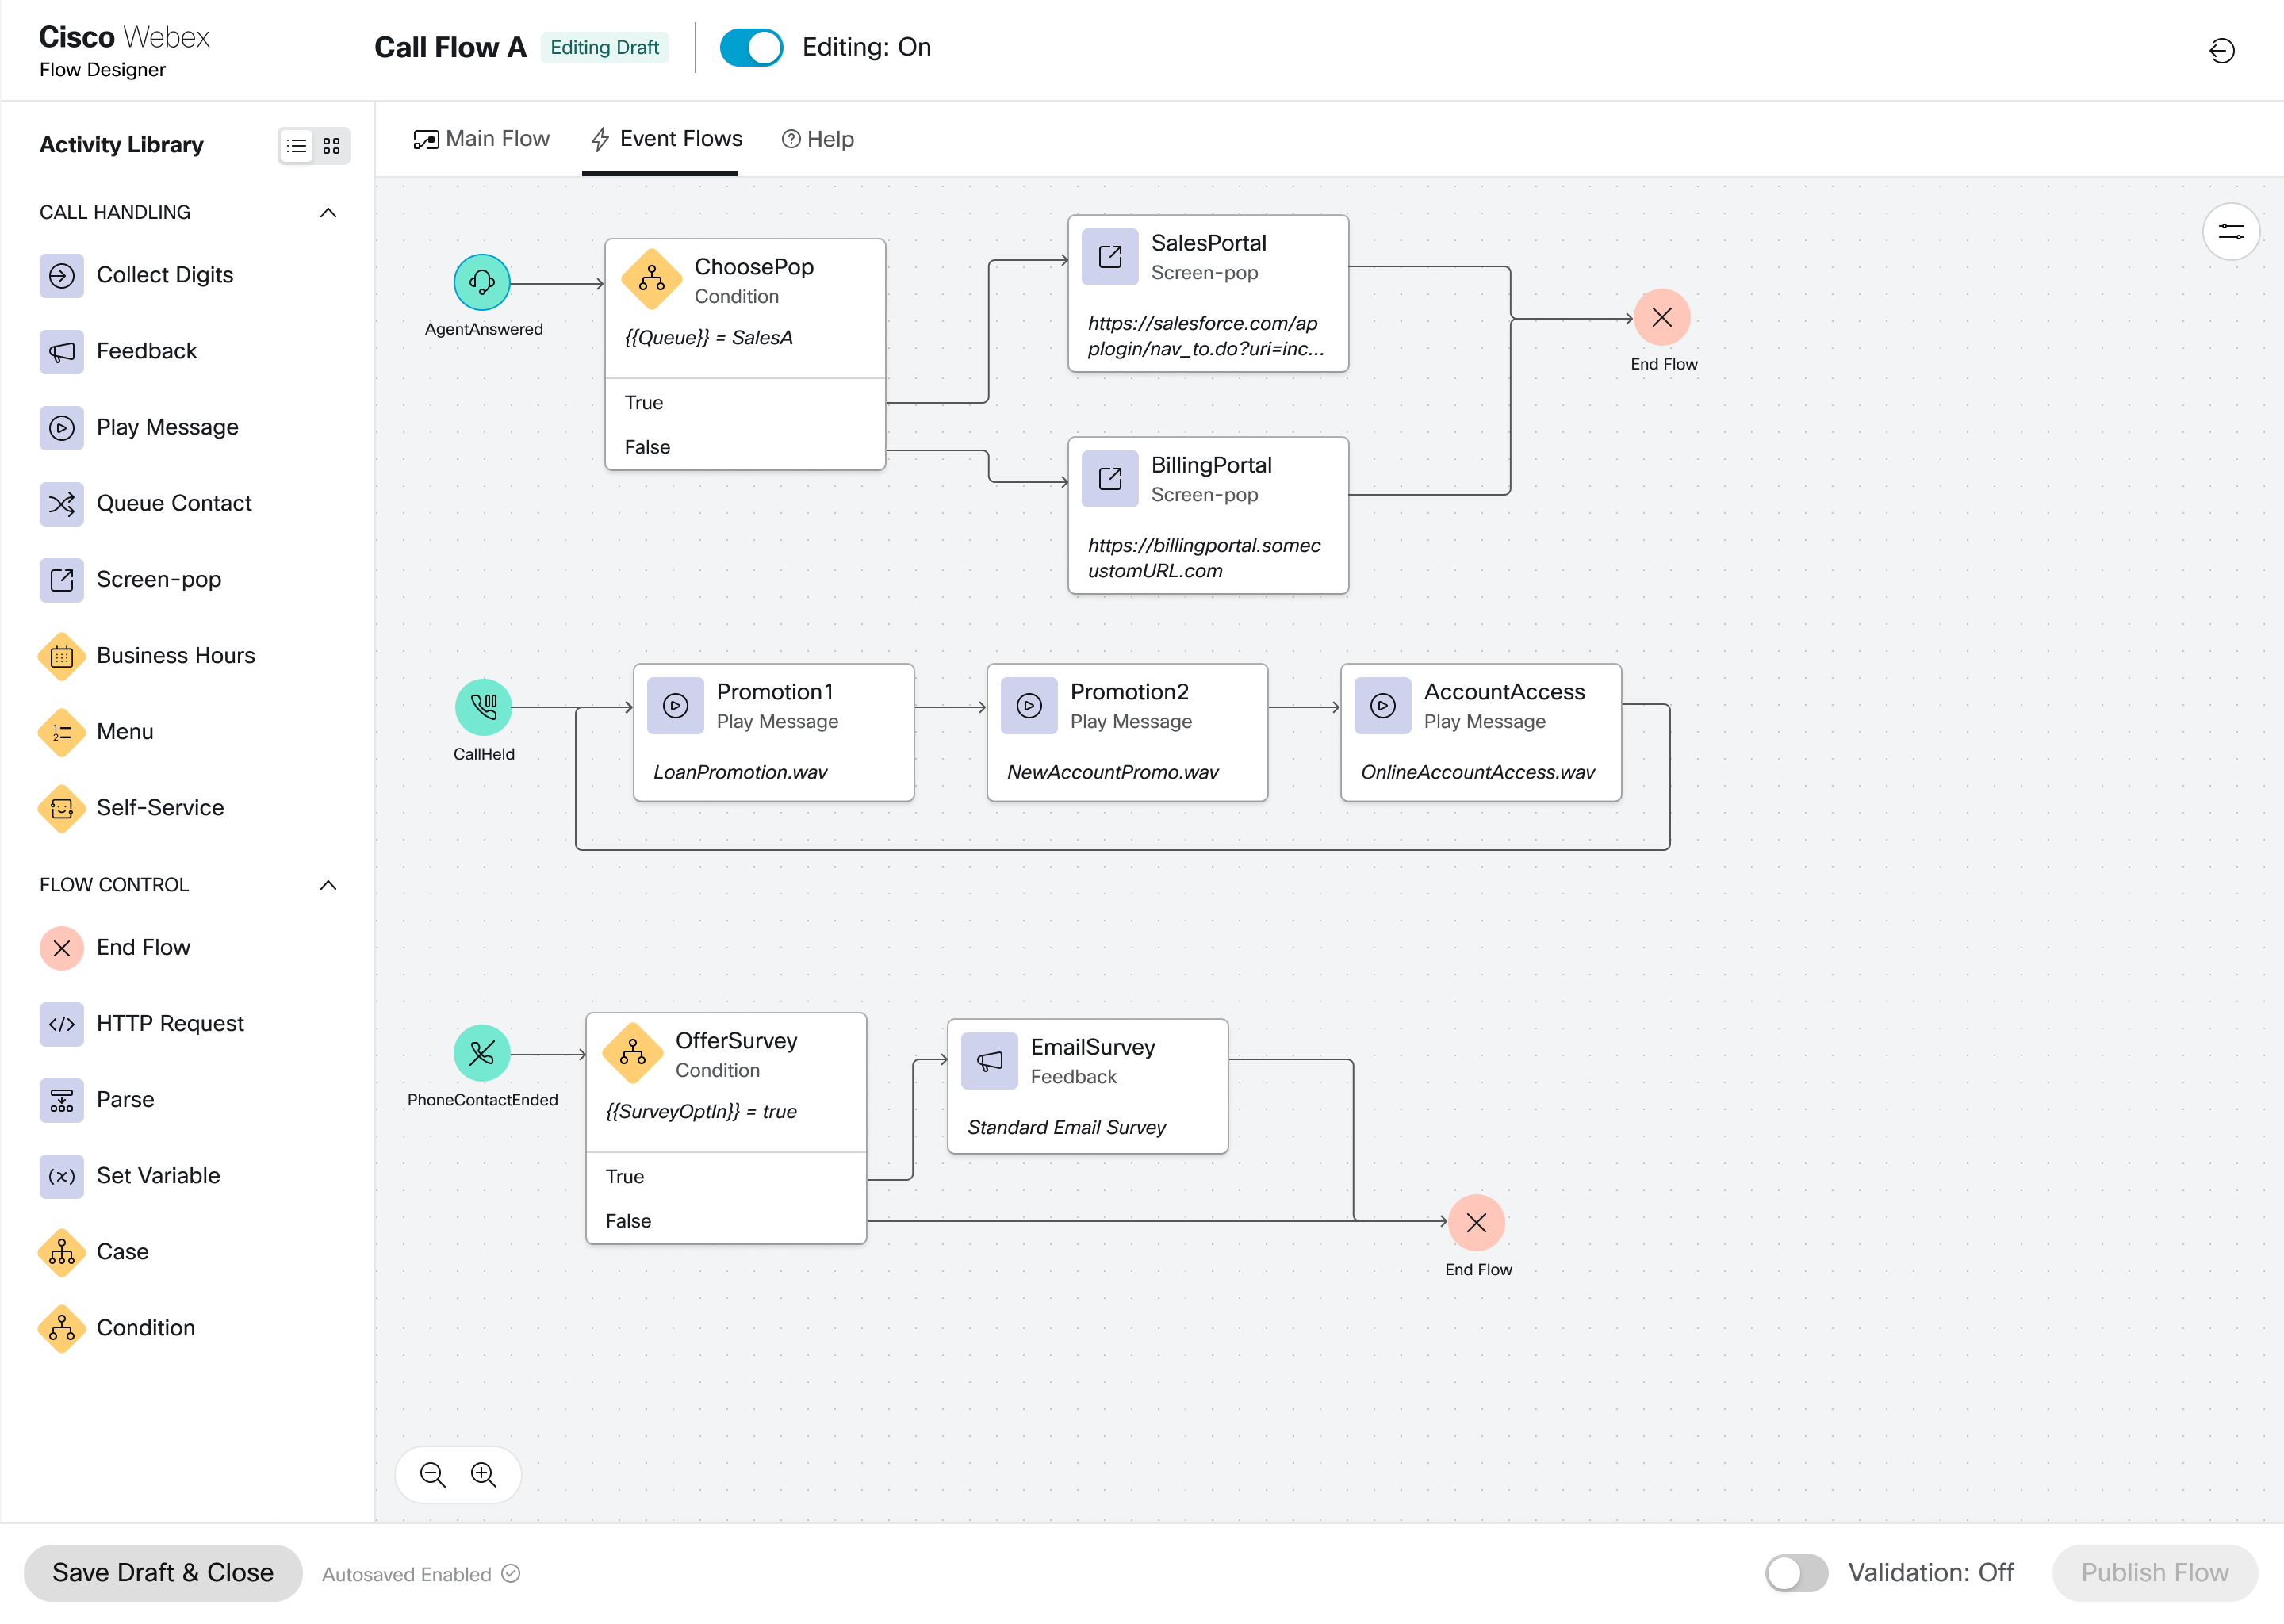 Cisco Webex
Flow Designer
Call Flow A
Editing Draft
Editing: On
Activity Library
CALL HANDLING
Collect Digits
Feedback
Play Message
Queue Contact
Screen-pop
Business Hours
Menu
Self-Service
FLOW CONTROL
End Flow
HTTP Request
Parse
Set Variable
Case
Condition
Main Flow
Event Flows
Help
AgentAnswered
ChoosePop
Condition
{{Queue}} = SalesA
True
False
SalesPortal
Screen-pop
https://salesforce.com/ap
plogin/nav_to.do?uri=inc...
BillingPortal
Screen-pop
https://billingportal.somec
ustomURL.com
End Flow
CallHeld
Promotion1
Play Message
LoanPromotion.wav
Promotion2
Play Message
NewAccountPromo.wav
AccountAccess
Play Message
OnlineAccountAccess.wav
PhoneContactEnded
OfferSurvey
Condition
{{SurveyOptIn}} = true
True
False
EmailSurvey
Feedback
Standard Email Survey
End Flow
Save Draft & Close
Autosaved Enabled
Validation: Off
Publish Flow